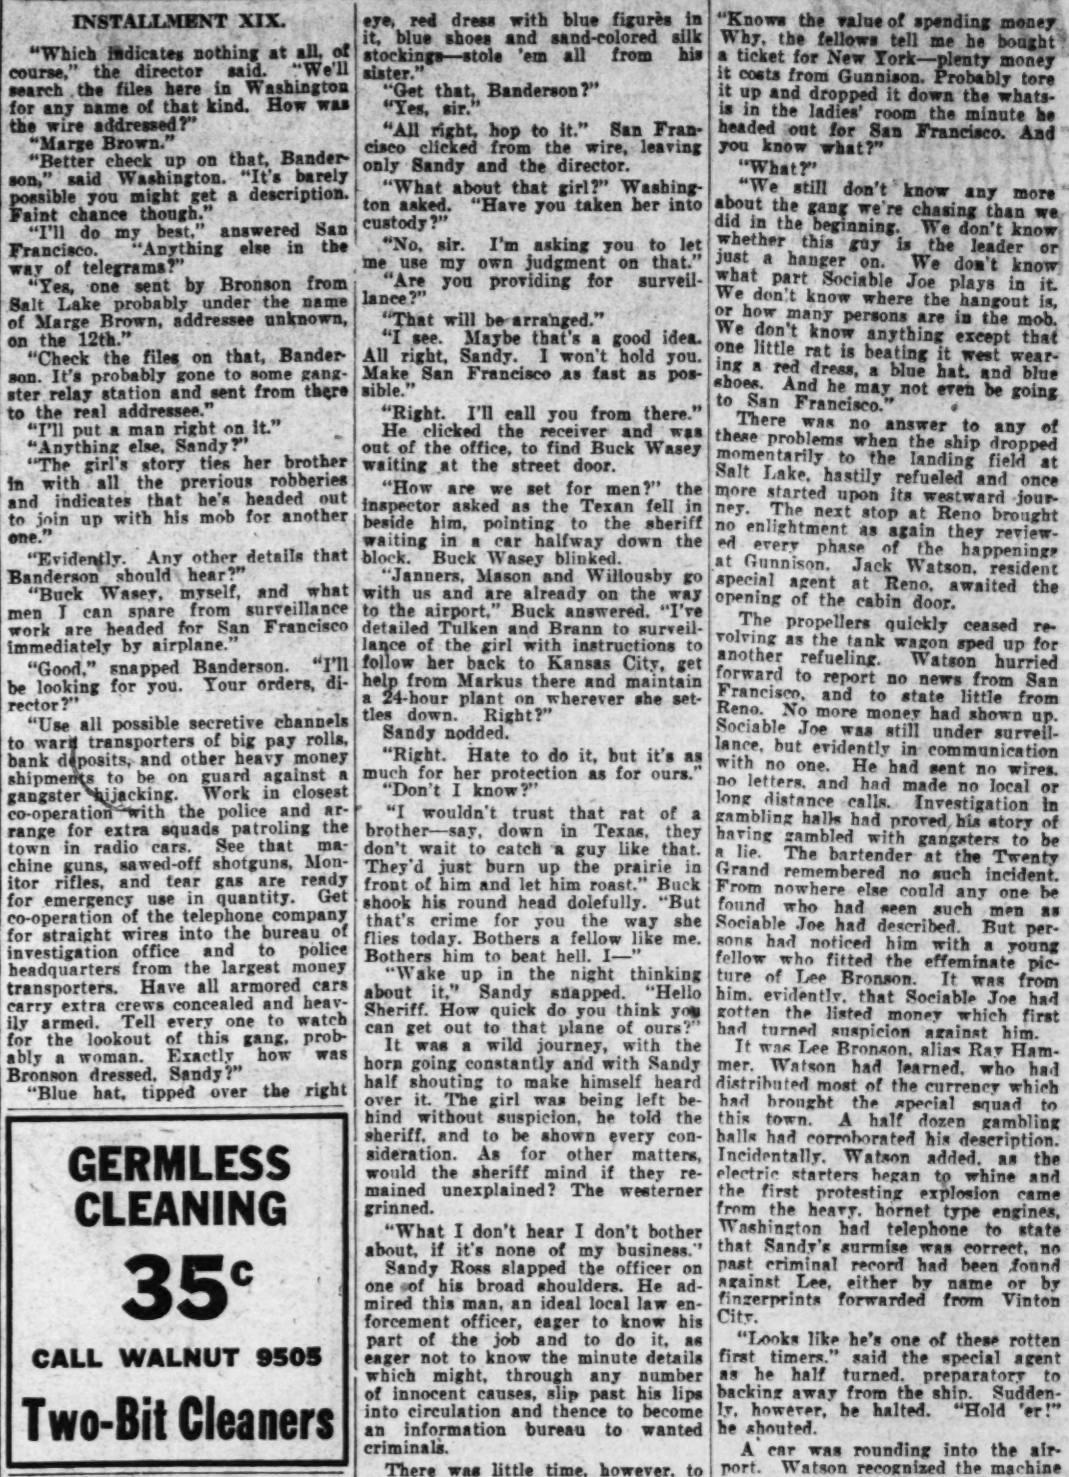 INSTALLMENT XIX.
"Which indicates nothing at all, of
course," the director said. "We'll
search the files here in Washington
for any name of that kind. How was
the wire addressed?"
"Marge Brown."
"Better check up on that, Bander-
son," said Washington. "It's barely
possible you might get a description.
Faint chance though."
"I'll do my best," answered San
Francisco. "Anything else in the
way of telegrams?"
"Yes, one sent by Bronson from
Salt Lake probably under the name
of Marge Brown, addressee unknown,
on the 12th."
"Check the files on that, Bander-
son. It's probably gone to some gang-
ster relay station and sent from there
to the real addressee."
"I'll put a man right on it."
"Anything else, Sandy?"
"The girl's story ties her brother
in with all the previous robberies
and indicates that he's headed out
to join up with his mob for another
one."
"Evidently. Any other details that
Banderson should hear?"
"Buck Wasey, myself, and what
men I can spare from surveillance
work are headed for San Francisco
immediately by airplane."
"Good," snapped Banderson. "I'll
be looking for you. Your orders, di-
rector?"
"Use all possible secretive channels
to warn transporters of big pay rolls,
bank deposits, and other heavy money
shipments to be on guard against a
gangster hijacking. Work in closest
co-operation with the police and ar-
range for extra squads patroling the
town in radio cars. See that ma-
chine guns, sawed-off shotguns, Mon-
itor rifles, and tear gas are ready
for emergency use in quantity. Get
co-operation of the telephone company
for straight wires into the bureau of
investigation office and to police
headquarters from the largest money
transporters. Have all armored cars
carry extra crews concealed and heav-
ily armed. Tell every one to watch
for the lookout of this gang, prob-
ably a woman. Exactly how was
Bronson dressed, Sandy?"
"Blue hat, tipped over the right
GERMLESS
CLEANING
35c
CALL WALNUT 9505
Two-Bit Cleaners
eye, red dress with blue figures in
it, blue shoes and sand-colored silk
stockings—stole 'em all from his
sister."
"Get that, Banderson?"
"Yes, sir."
"All right, hop to it." San Fran-
cisco clicked from the wire, leaving
only Sandy and the director.
"What about that girl?" Washing-
ton asked. "Have you taken her into
custody?"
"No, sir. I'm asking you to let
me use my own judgment on that."
"Are you providing for surveil-
lance?"
"That will be arranged."
"I see. Maybe that's a good idea.
All right, Sandy. I won't hold you.
Make San Francisco as fast as pos-
sible."
"Right. I'll call you from there."
He clicked the receiver and was
out of the office, to find Buck Wasey
waiting at the street door.
"How are we set for men?" the
inspector asked as the Texan fell in
beside him, pointing to the sheriff
waiting in a car halfway down the
block. Buck Wasey blinked.
"Janners, Mason and Willousby go
with us and are already on the way
to the airport," Buck answered. "I've
detailed Tulken and Brann to surveil-
lance of the girl with instructions to
follow her back to Kansas City, get
help from Markus there and maintain
a 24-hour plant on wherever she set-
tles down. Right?"
Sandy nodded.
"Right. Hate to do it, but it's as
much for her protection as for ours."
"Don't I know?"
"I wouldn't trust that rat of a
brother—say, down in Texas, they
don't wait to catch a guy like that.
They'd just burn up the prairie in
front of him and let him roast." Buck
shook his round head dolefully. "But
that's crime for you the way she
flies today. Bothers a fellow like me.
Bothers him to beat hell. I—"
"Wake up in the night thinking
about it," Sandy snapped. "Hello
Sheriff. How quick do you think you
can get out to that plane of ours?"
It was a wild journey, with the
horn going constantly and with Sandy
half shouting to make himself heard
over it. The girl was being left be-
hind without suspicion, he told the
sheriff, and to be shown every con-
sideration. As for other matters,
would the sheriff mind if they re-
mained unexplained? The westerner
grinned.
"What I don't hear I don't bother
about, if it's none of my business."
Sandy Ross slapped the officer on
one of his broad shoulders. He ad-
mired this man, an ideal local law en-
forcement officer, eager to know his
part of the job and to do it, as
eager not to know the minute details
which might, through any number
of innocent causes, slip past his lips
into circulation and thence to become
an information bureau to wanted
criminals.
There was little time, however, to
"Knows the value of spending money
Why, the fellows tell me he bought
a ticket for New York—plenty money
it costs from Gunnison. Probably tore
it up and dropped it down the whats-
is in the ladies' room the minute he
headed out for San Francisco. And
you know what?"
"What?"
"We still don't know any more
about the gang we're chasing than we
did in the beginning. We don't know
whether this guy is the leader or
just a hanger on. We don't know
what part Sociable Joe plays in it.
We don't know where the hangout is,
or how many persons are in the mob.
We don't know anything except that
one little rat is beating it west wear-
ing a red dress, a blue hat, and blue
shoes. And he may not even be going
to San Francisco."
There was no answer to any of
these problems when the ship dropped
momentarily to the landing field at
Salt Lake, hastily refueled and once
more started upon its westward jour-
ney. The next stop at Reno brought
no enlightment as again they review-
ed every phase of the happenings
at Gunnison. Jack Watson, resident
special agent at Reno, awaited the
opening of the cabin door.
The propellers quickly ceased re-
volving as the tank wagon sped up for
another refueling. Watson hurried
forward to report no news from San
Francisco, and to state little from
Reno. No more money had shown up.
Sociable Joe was still under surveil-
lance, but evidently in communication
with no one. He had sent no wires,
no letters, and had made no local or
long distance calls. Investigation in
gambling halls had proved his story of
having gambled with gangsters to be
a lie. The bartender at the Twenty
Grand remembered no such incident.
From nowhere else could any one be
found who had seen such men as
Sociable Joe had described. But per-
sons had noticed him with a young
fellow who fitted the effeminate pic-
ture of Lee Bronson. It was from
him, evidently, that Sociable Joe had
gotten the listed money which first
had turned suspicion against him.
It was Lee Bronson, alias Ray Ham-
mer, Watson had learned, who had
distributed most of the currency which
had brought the special squad to
this town. A half dozen gambling
halls had corroborated his description.
Incidentally, Watson added, as the
electric starters began to whine and
the first protesting explosion came
from the heavy, hornet type engines,
Washington had telephone to state
that Sandy's surmise was correct, no
past criminal record had been found
against Lee, either by name or by
fingerprints forwarded from Vinton
City.
"Looks like he's one of these rotten
first timers," said the special agent
as he half turned, preparatory to
backing away from the ship. Sudden-
ly, however, he halted. "Hold 'er!"
he shouted.
A car was rounding into the air-
port. Watson recognized the machine